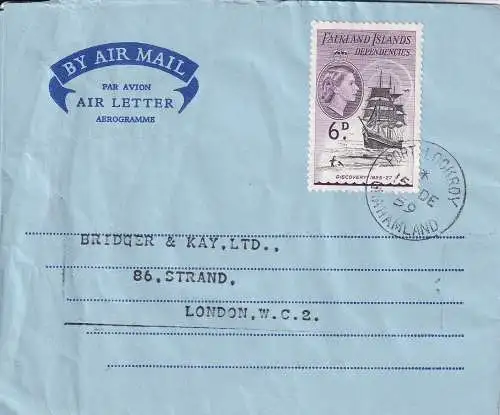 BY AIR MAIL
PAR AVION
AIR LETTER
AEROGRAMME
FALKLAND ISLANDS
DEPENDENCIES
6D.
DISCOVERY 1925-27
PORT LOCKROY
*
15 DE
59
GRAHAMLAND
BRIDGER & KAY,LTD.,
86,STRAND,
LONDON,W.C.2.